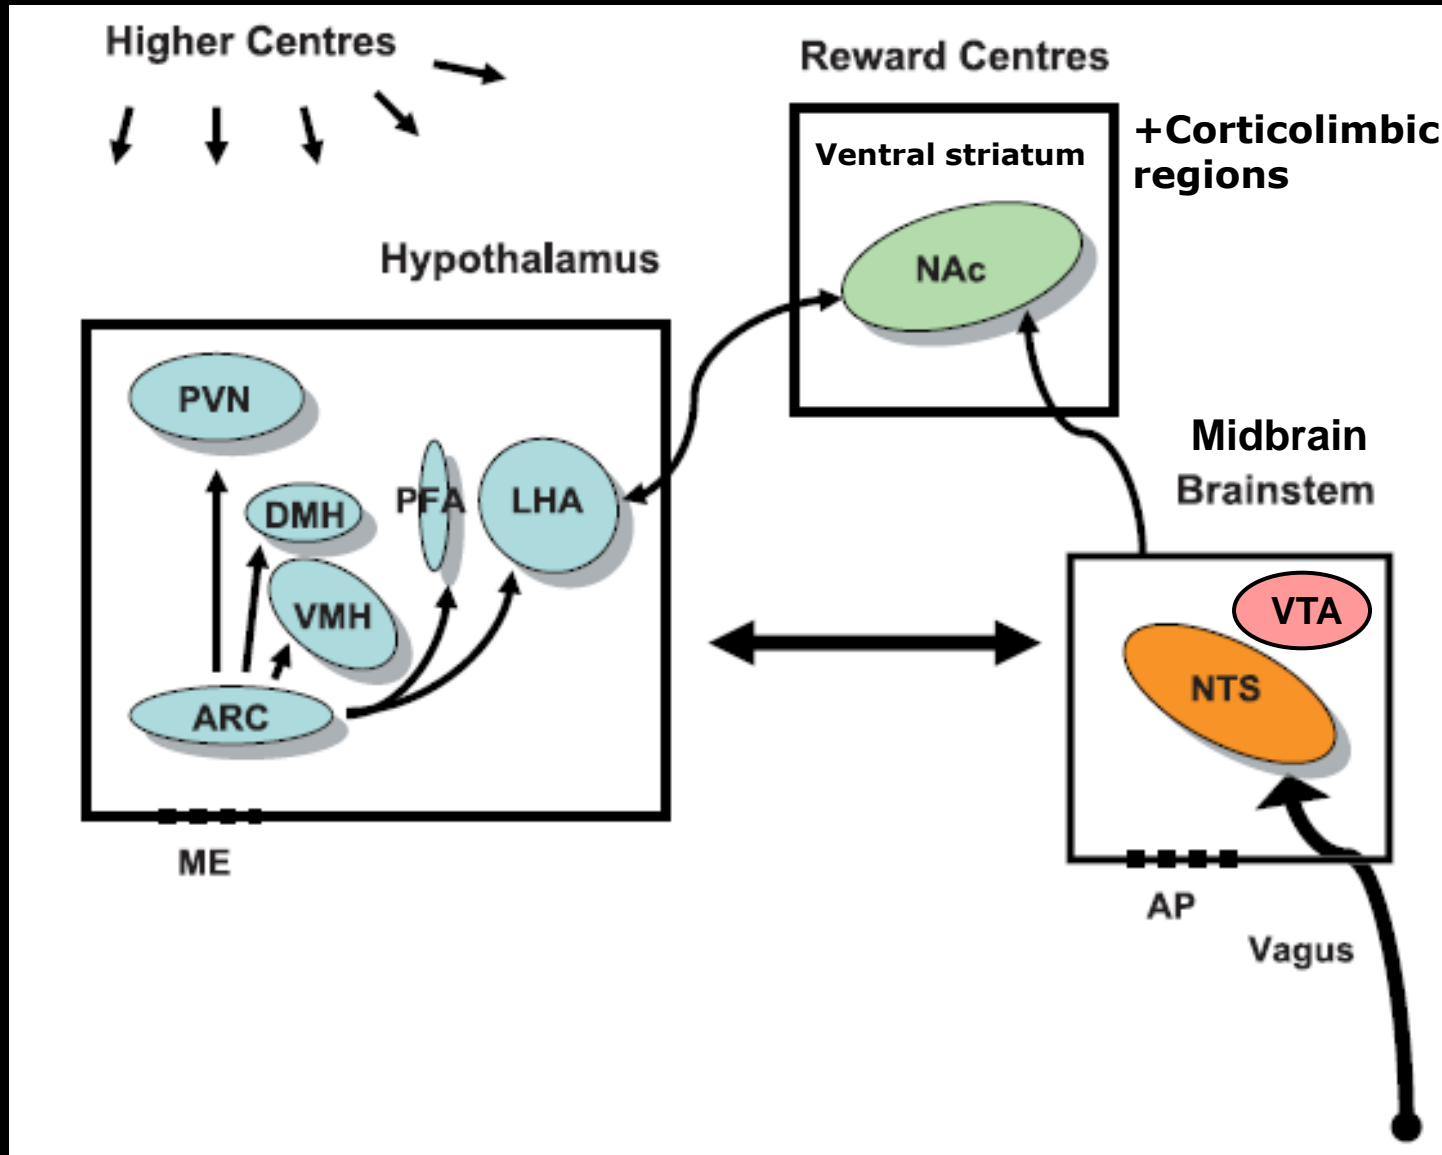 Higher Centres
Reward Centres
+Corticolimbic
regions
Ventral striatum
NAc
Hypothalamus
PVN
DMH
PFA
LHA
VMH
ARC
ME
Midbrain
Brainstem
VTA
NTS
AP
Vagus